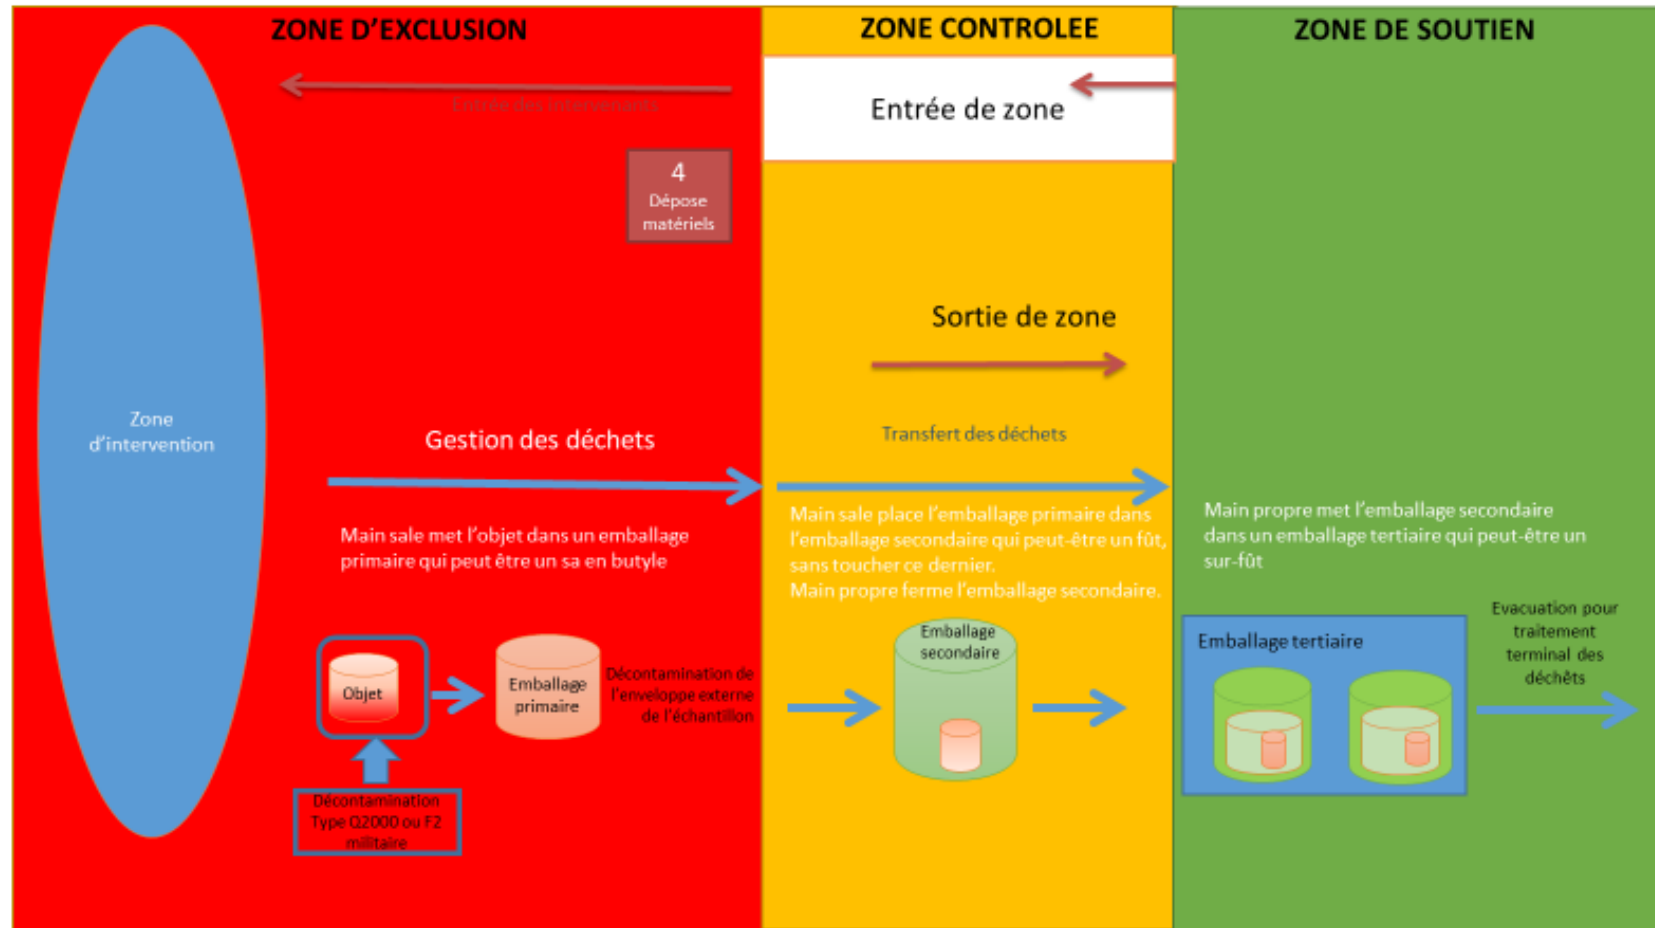 ZONE D'EXCLUSION
ZONE CONTROLEE
ZONE DE SOUTIEN
Entrée des intervenants
Entrée de zone
4
Dépose
matériels
Sortie de zone
Zone
d'intervention
Gestion des déchets
Transfert des déchets
Main sale met l'objet dans un emballage
primaire qui peut être un sa en butyle
Main sale place l'emballage primaire dans
l'emballage secondaire qui peut-être un fût,
sans toucher ce dernier.
Main propre ferme l'emballage secondaire.
Main propre met l'emballage secondaire
dans un emballage tertiaire qui peut-être un
sur-fût
Objet
Emballage
primaire
Décontamination de
l'enveloppe externe
de l'échantillon
Emballage
secondaire
Emballage tertiaire
Evacuation pour
traitement
terminal des
déchêts
Décontamination
Type Q2000 ou F2
militaire